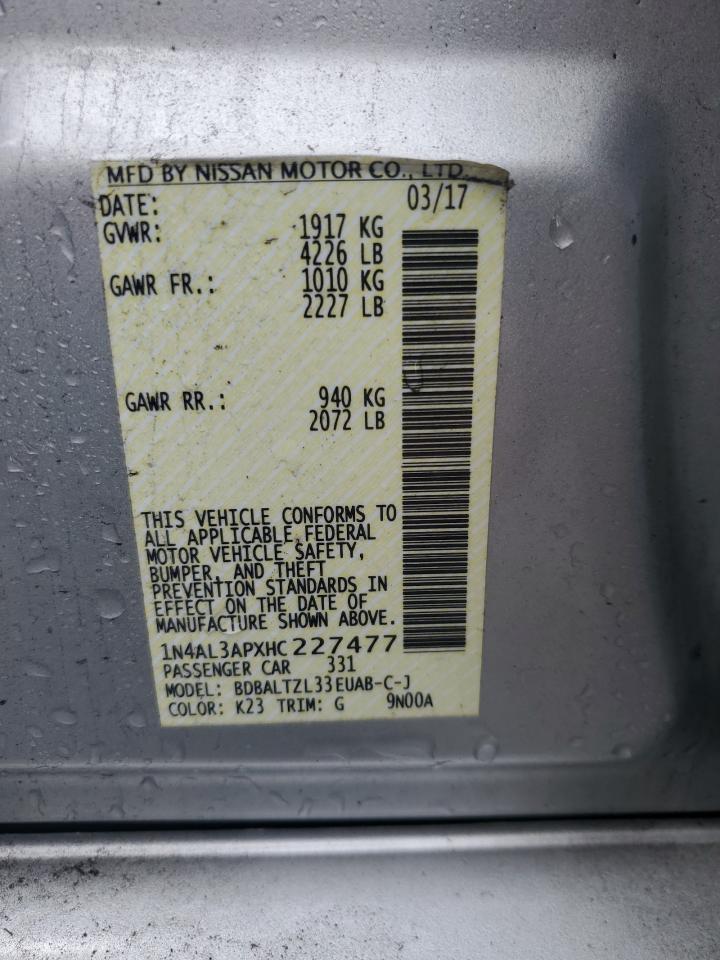 MFD BY NISSAN MOTOR CO., LTD.
DATE: 03/17
GVWR: 1917 KG
4226 LB
GAWR FR.: 1010 KG
2227 LB
GAWR RR.: 940 KG
2072 LB
THIS VEHICLE CONFORMS TO
ALL APPLICABLE FEDERAL
MOTOR VEHICLE SAFETY,
BUMPER, AND THEFT
PREVENTION STANDARDS IN
EFFECT ON THE DATE OF
MANUFACTURE SHOWN ABOVE.
1N4AL3APXHC227477
PASSENGER CAR 331
MODEL: BDBALTZL33EUAB-C-J
COLOR: K23 TRIM: G 9N00A